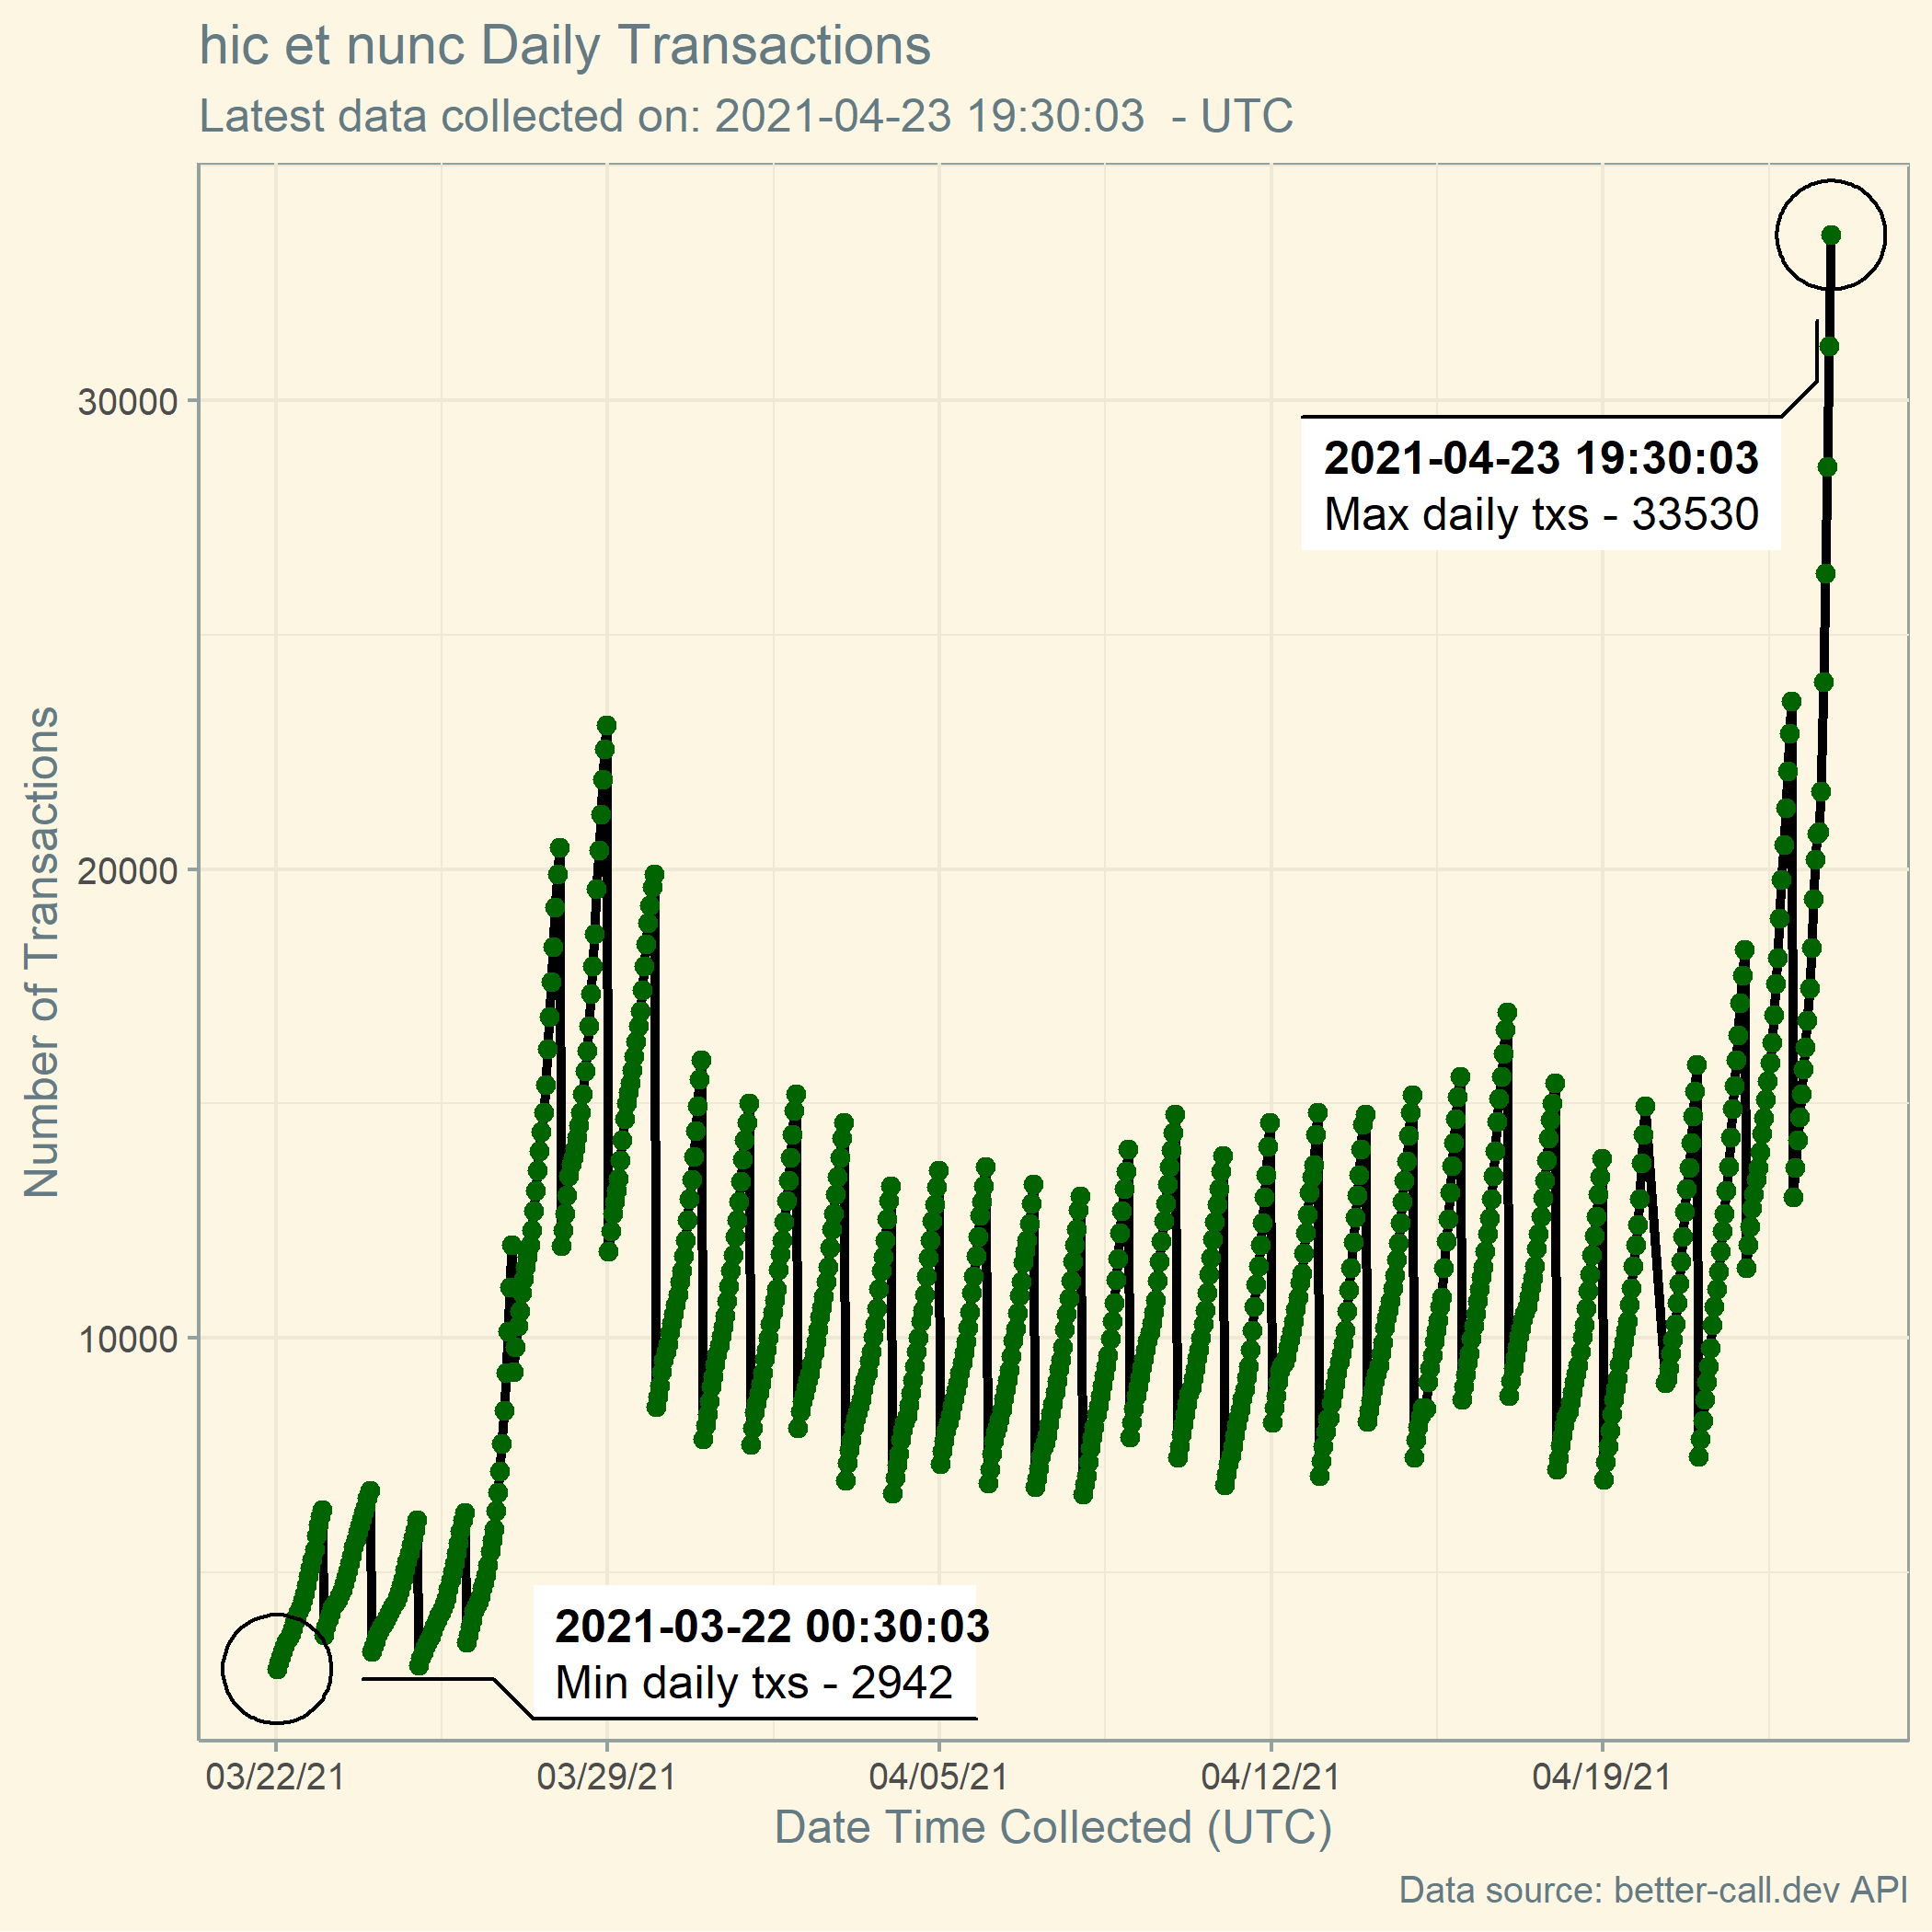 hic et nunc Daily Transactions
Latest data collected on: 2021-04-23 19:30:03  - UTC
30000
20000
10000
Number of Transactions
2021-04-23 19:30:03
Max daily txs - 33530
2021-03-22 00:30:03
Min daily txs - 2942
03/22/21 03/29/21 04/05/21 04/12/21 04/19/21
Date Time Collected (UTC)
Data source: better-call.dev API